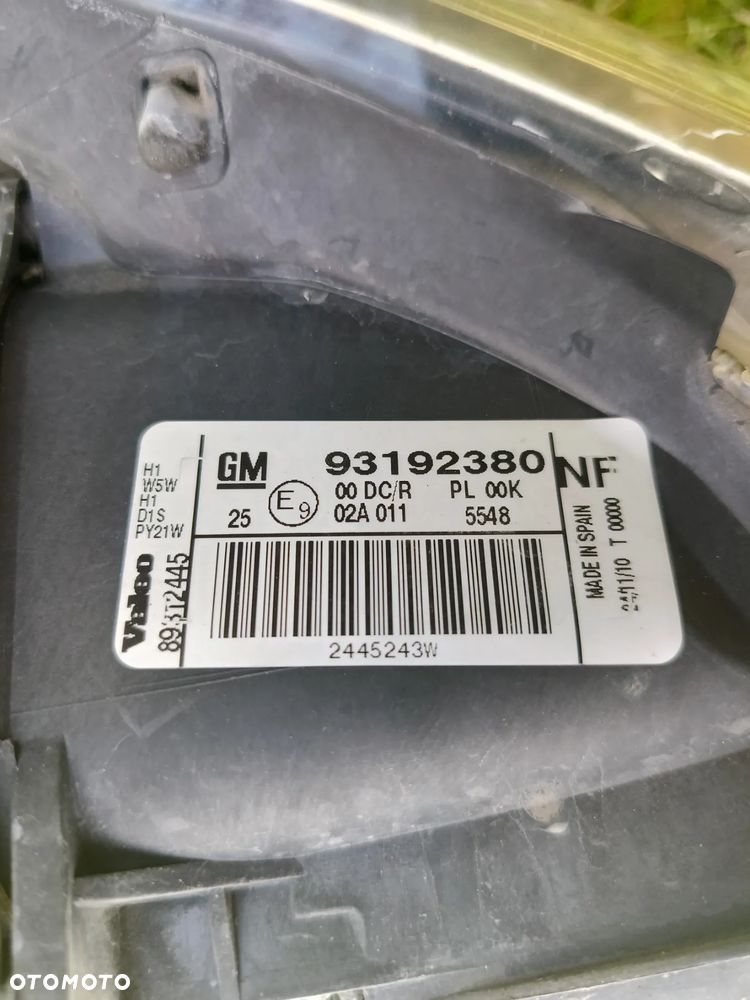 H1
W5W
H1
D1S
PY21W
Valeo
89312445
GM 93192380
25 E9 00 DC/R PL 00K
02A 011 5548
2445243W
NF
MADE IN SPAIN
T 00000
OTOMOTO